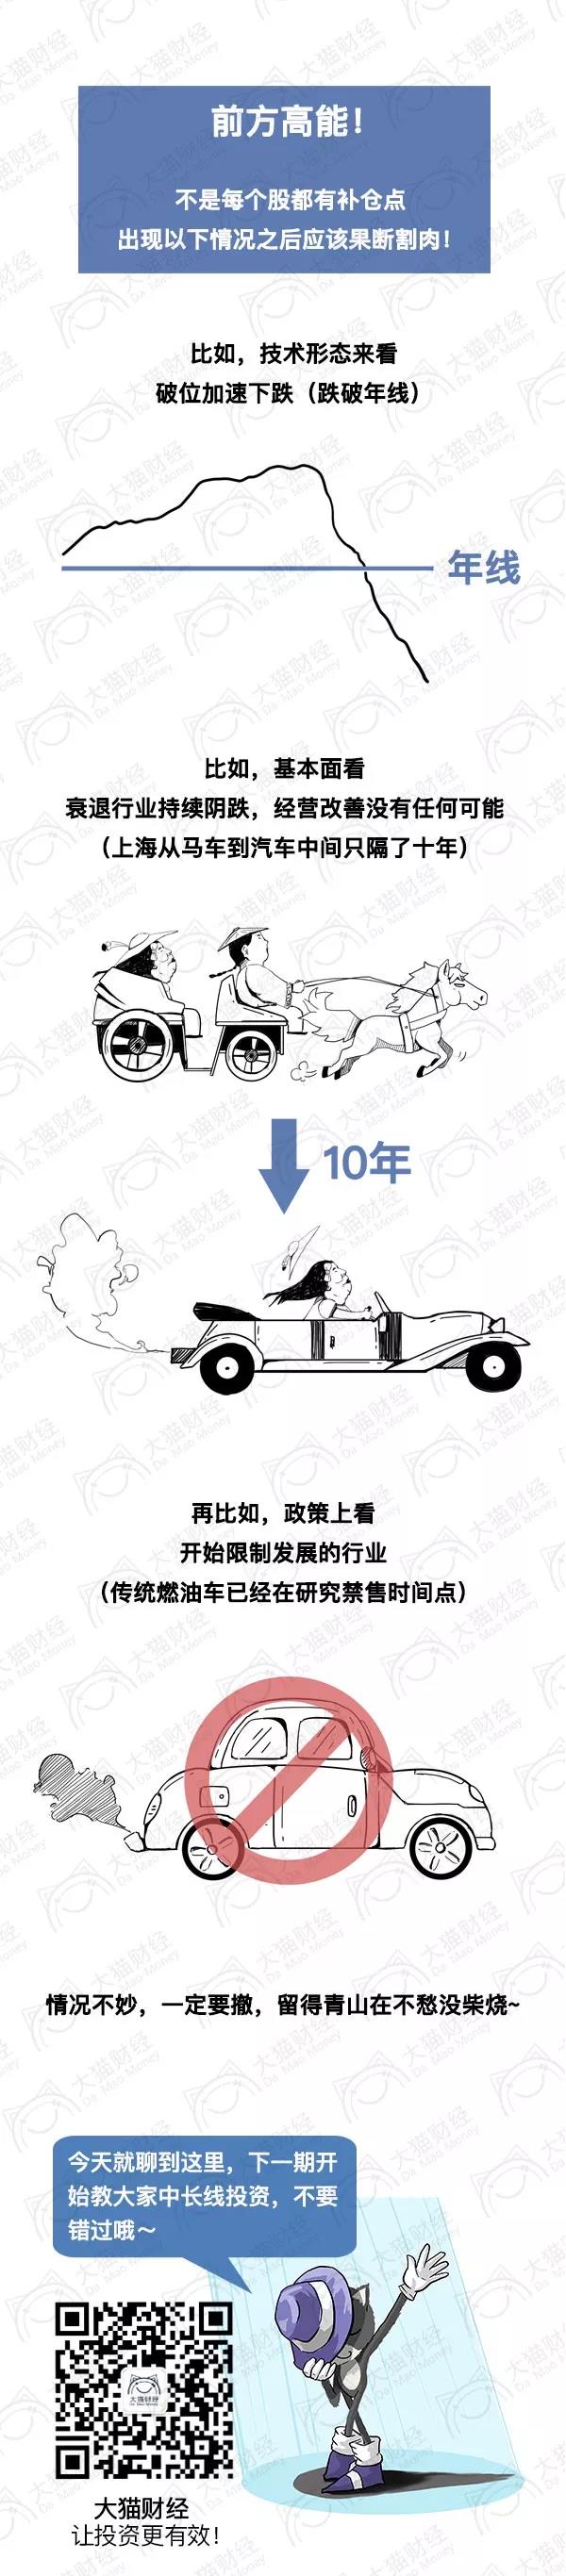 前方高能！
不是每个股都有补仓点
出现以下情况之后应该果断割肉！
比如，技术形态来看
破位加速下跌（跌破年线）
年线
比如，基本面看
衰退行业持续阴跌，经营改善没有任何可能
（上海从马车到汽车中间只隔了十年）
10年
再比如，政策上看
开始限制发展的行业
（传统燃油车已经在研究禁售时间点）
情况不妙，一定要撤，留得青山在不愁没柴烧~
今天就聊到这里，下一期开
始教大家中长线投资，不要
错过哦～
大猫财经
Da Mao Money
大猫财经
让投资更有效！